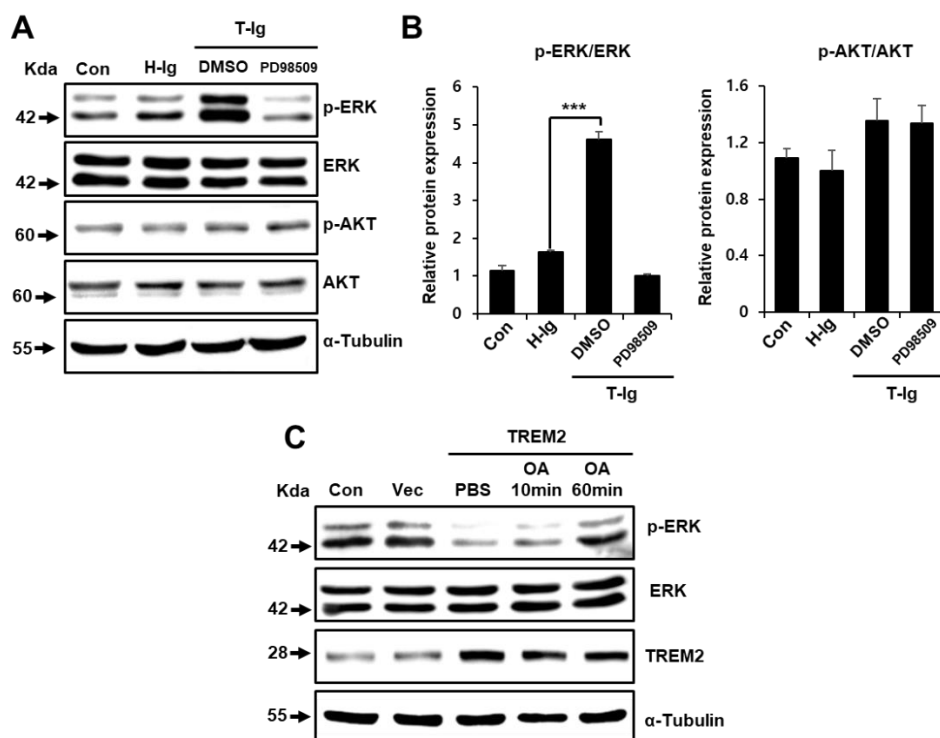 A
T-Ig
Kda Con H-Ig DMSO PD98509
42 p-ERK
42 ERK
60 p-AKT
60 AKT
55 α-Tubulin
B
p-ERK/ERK
Relative protein expression
6
5
4
3
2
1
0
***
Con H-Ig DMSO PD98509
T-Ig
p-AKT/AKT
Relative protein expression
1.6
1.2
0.8
0.4
0
Con H-Ig DMSO PD98509
T-Ig
C
TREM2
Kda Con Vec PBS OA 10min OA 60min
42 p-ERK
42 ERK
28 TREM2
55 α-Tubulin